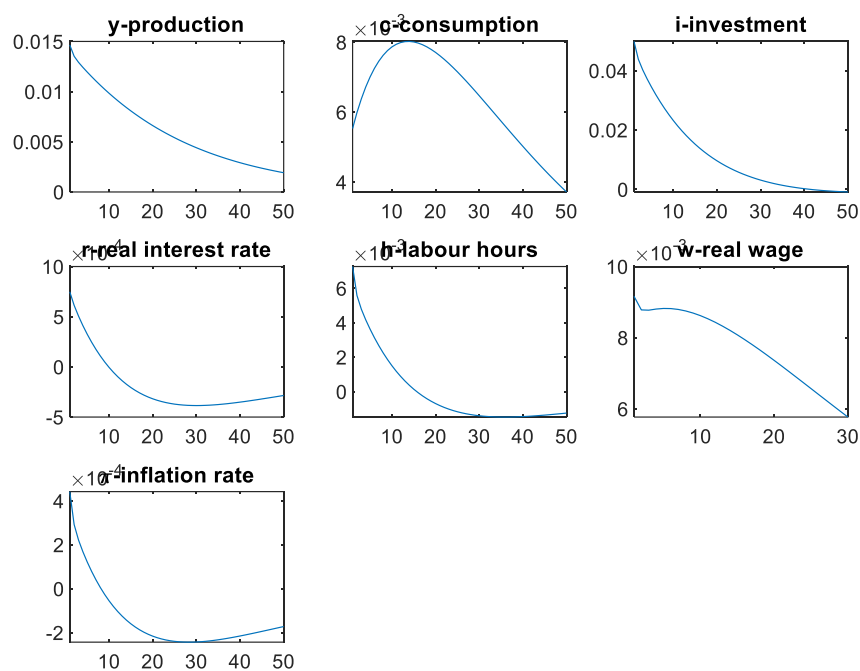 y-production
0.015
0.01
0.005
0
10 20 30 40 50
×10-3
c-consumption
8
6
4
10 20 30 40 50
i-investment
0.04
0.02
0
10 20 30 40 50
×10-4
r-real interest rate
10
5
0
-5
10 20 30 40 50
×10-3
h-labour hours
6
4
2
0
10 20 30 40 50
×10-3
w-real wage
10
8
6
10 20 30
×10-4
π-inflation rate
4
2
0
-2
10 20 30 40 50